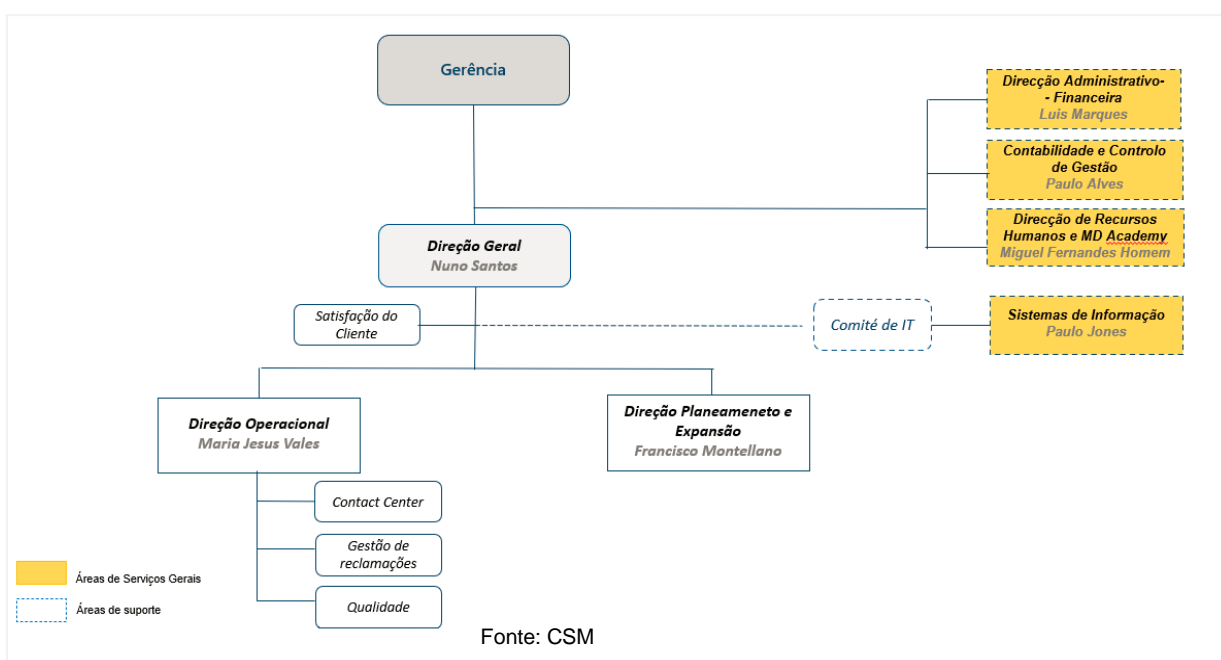 Gerência
Direcção Administrativo-
- Financeira
Luis Marques
Contabilidade e Controlo
de Gestão
Paulo Alves
Direcção de Recursos
Humanos e MD Academy
Miguel Fernandes Homem
Direção Geral
Nuno Santos
Satisfação do
Cliente
Comité de IT
Sistemas de Informação
Paulo Jones
Direção Operacional
Maria Jesus Vales
Direção Planeameneto e
Expansão
Francisco Montellano
Contact Center
Gestão de
reclamações
Qualidade
Áreas de Serviços Gerais
Áreas de suporte
Fonte: CSM